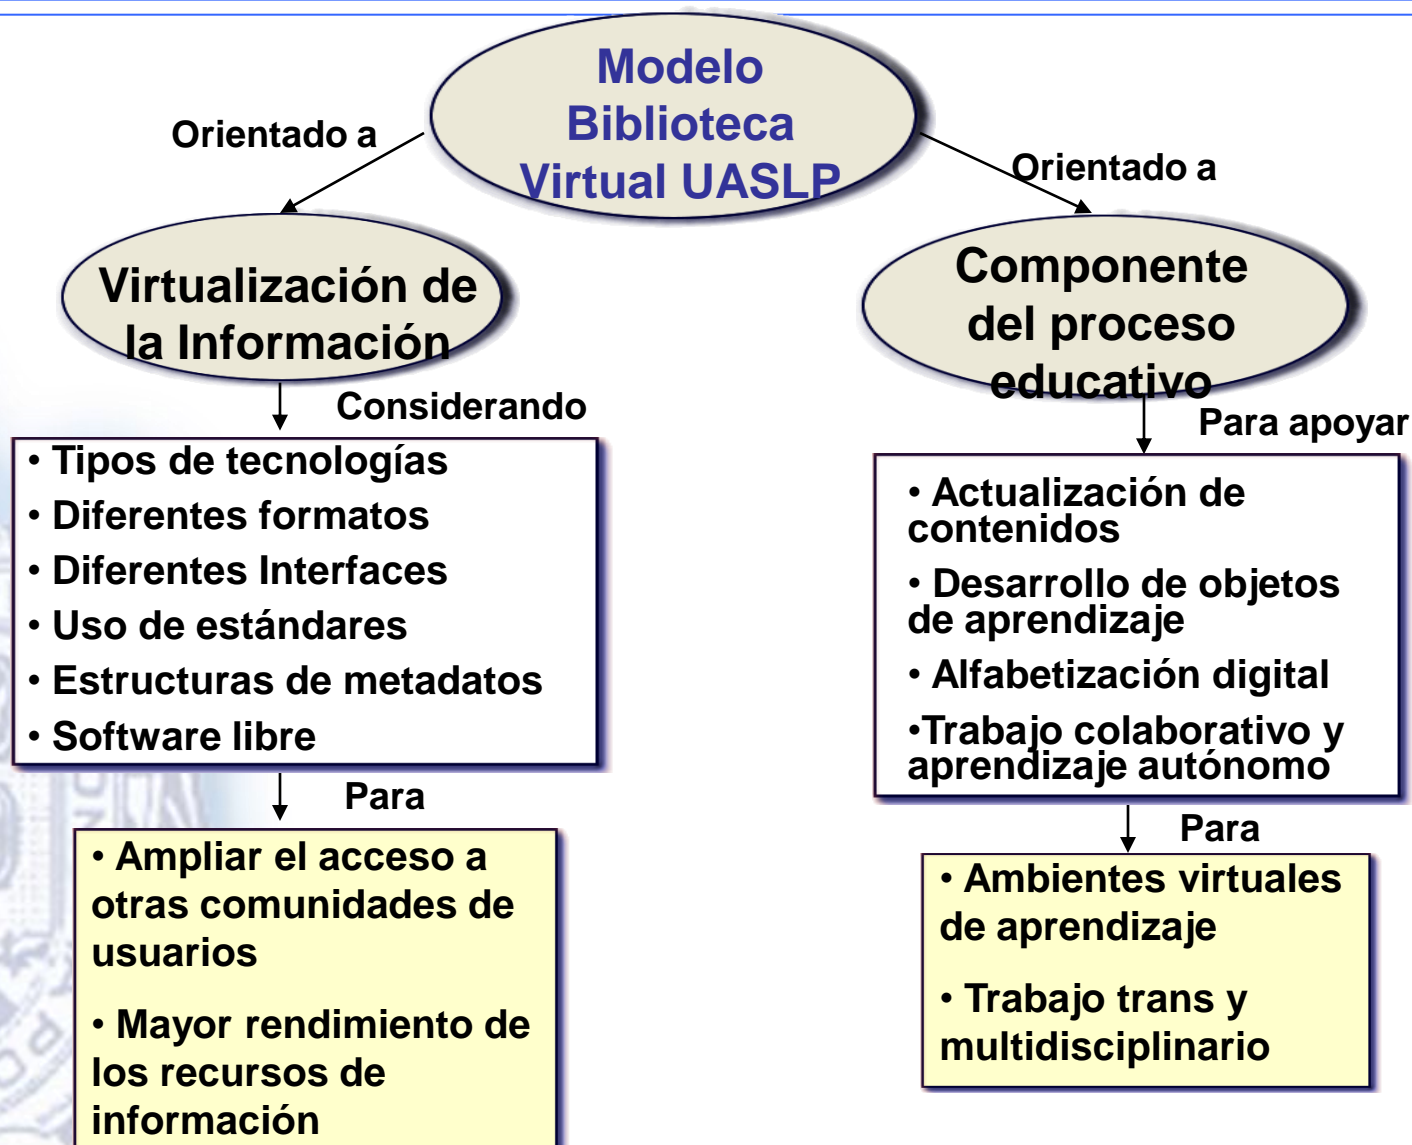 Modelo
Biblioteca
Virtual UASLP
Orientado a
Orientado a
Virtualización de
la Información
Considerando
• Tipos de tecnologías
• Diferentes formatos
• Diferentes Interfaces
• Uso de estándares
• Estructuras de metadatos
• Software libre
Para
• Ampliar el acceso a
otras comunidades de
usuarios
• Mayor rendimiento de
los recursos de
información
Componente
del proceso
educativo
Para apoyar
• Actualización de
contenidos
• Desarrollo de objetos
de aprendizaje
• Alfabetización digital
•Trabajo colaborativo y
aprendizaje autónomo
Para
• Ambientes virtuales
de aprendizaje
• Trabajo trans y
multidisciplinario